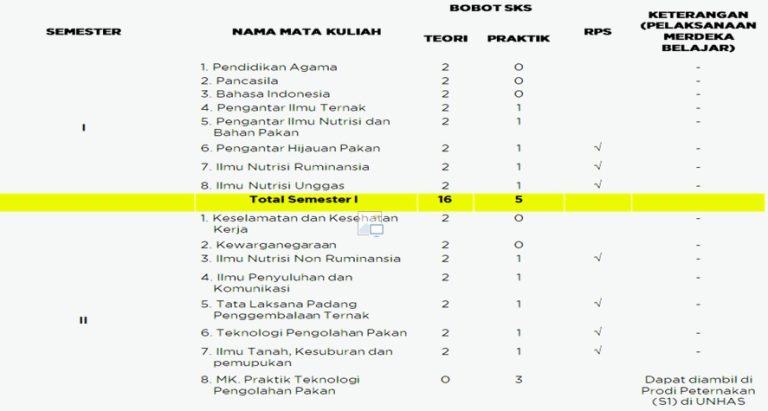 SEMESTER NAMA MATA KULIAH BOBOT SKS RPS KETERANGAN (PELAKSANAAN MERDEKA BELAJAR)
TEORI PRAKTIK
I
1. Pendidikan Agama 2 0 -
2. Pancasila 2 0 -
3. Bahasa Indonesia 2 0 -
4. Pengantar Ilmu Ternak 2 1 -
5. Pengantar Ilmu Nutrisi dan 2 1 -
Bahan Pakan
6. Pengantar Hijauan Pakan 2 1 √ -
7. Ilmu Nutrisi Ruminansia 2 1 √ -
8. Ilmu Nutrisi Unggas 2 1 √ -
Total Semester I 16 5
II
1. Keselamatan dan Kesehatan 2 0 -
Kerja
2. Kewarganegaraan 2 0 -
3. Ilmu Nutrisi Non Ruminansia 2 1 √ -
4. Ilmu Penyuluhan dan 2 1 -
Komunikasi
5. Tata Laksana Padang 2 1 √ -
Penggembalaan Ternak
6. Teknologi Pengolahan Pakan 2 1 √ -
7. Ilmu Tanah, Kesuburan dan 2 1 √ -
pemupukan
8. MK. Praktik Teknologi 0 3 Dapat diambil di
Pengolahan Pakan Prodi Peternakan
(S1) di UNHAS